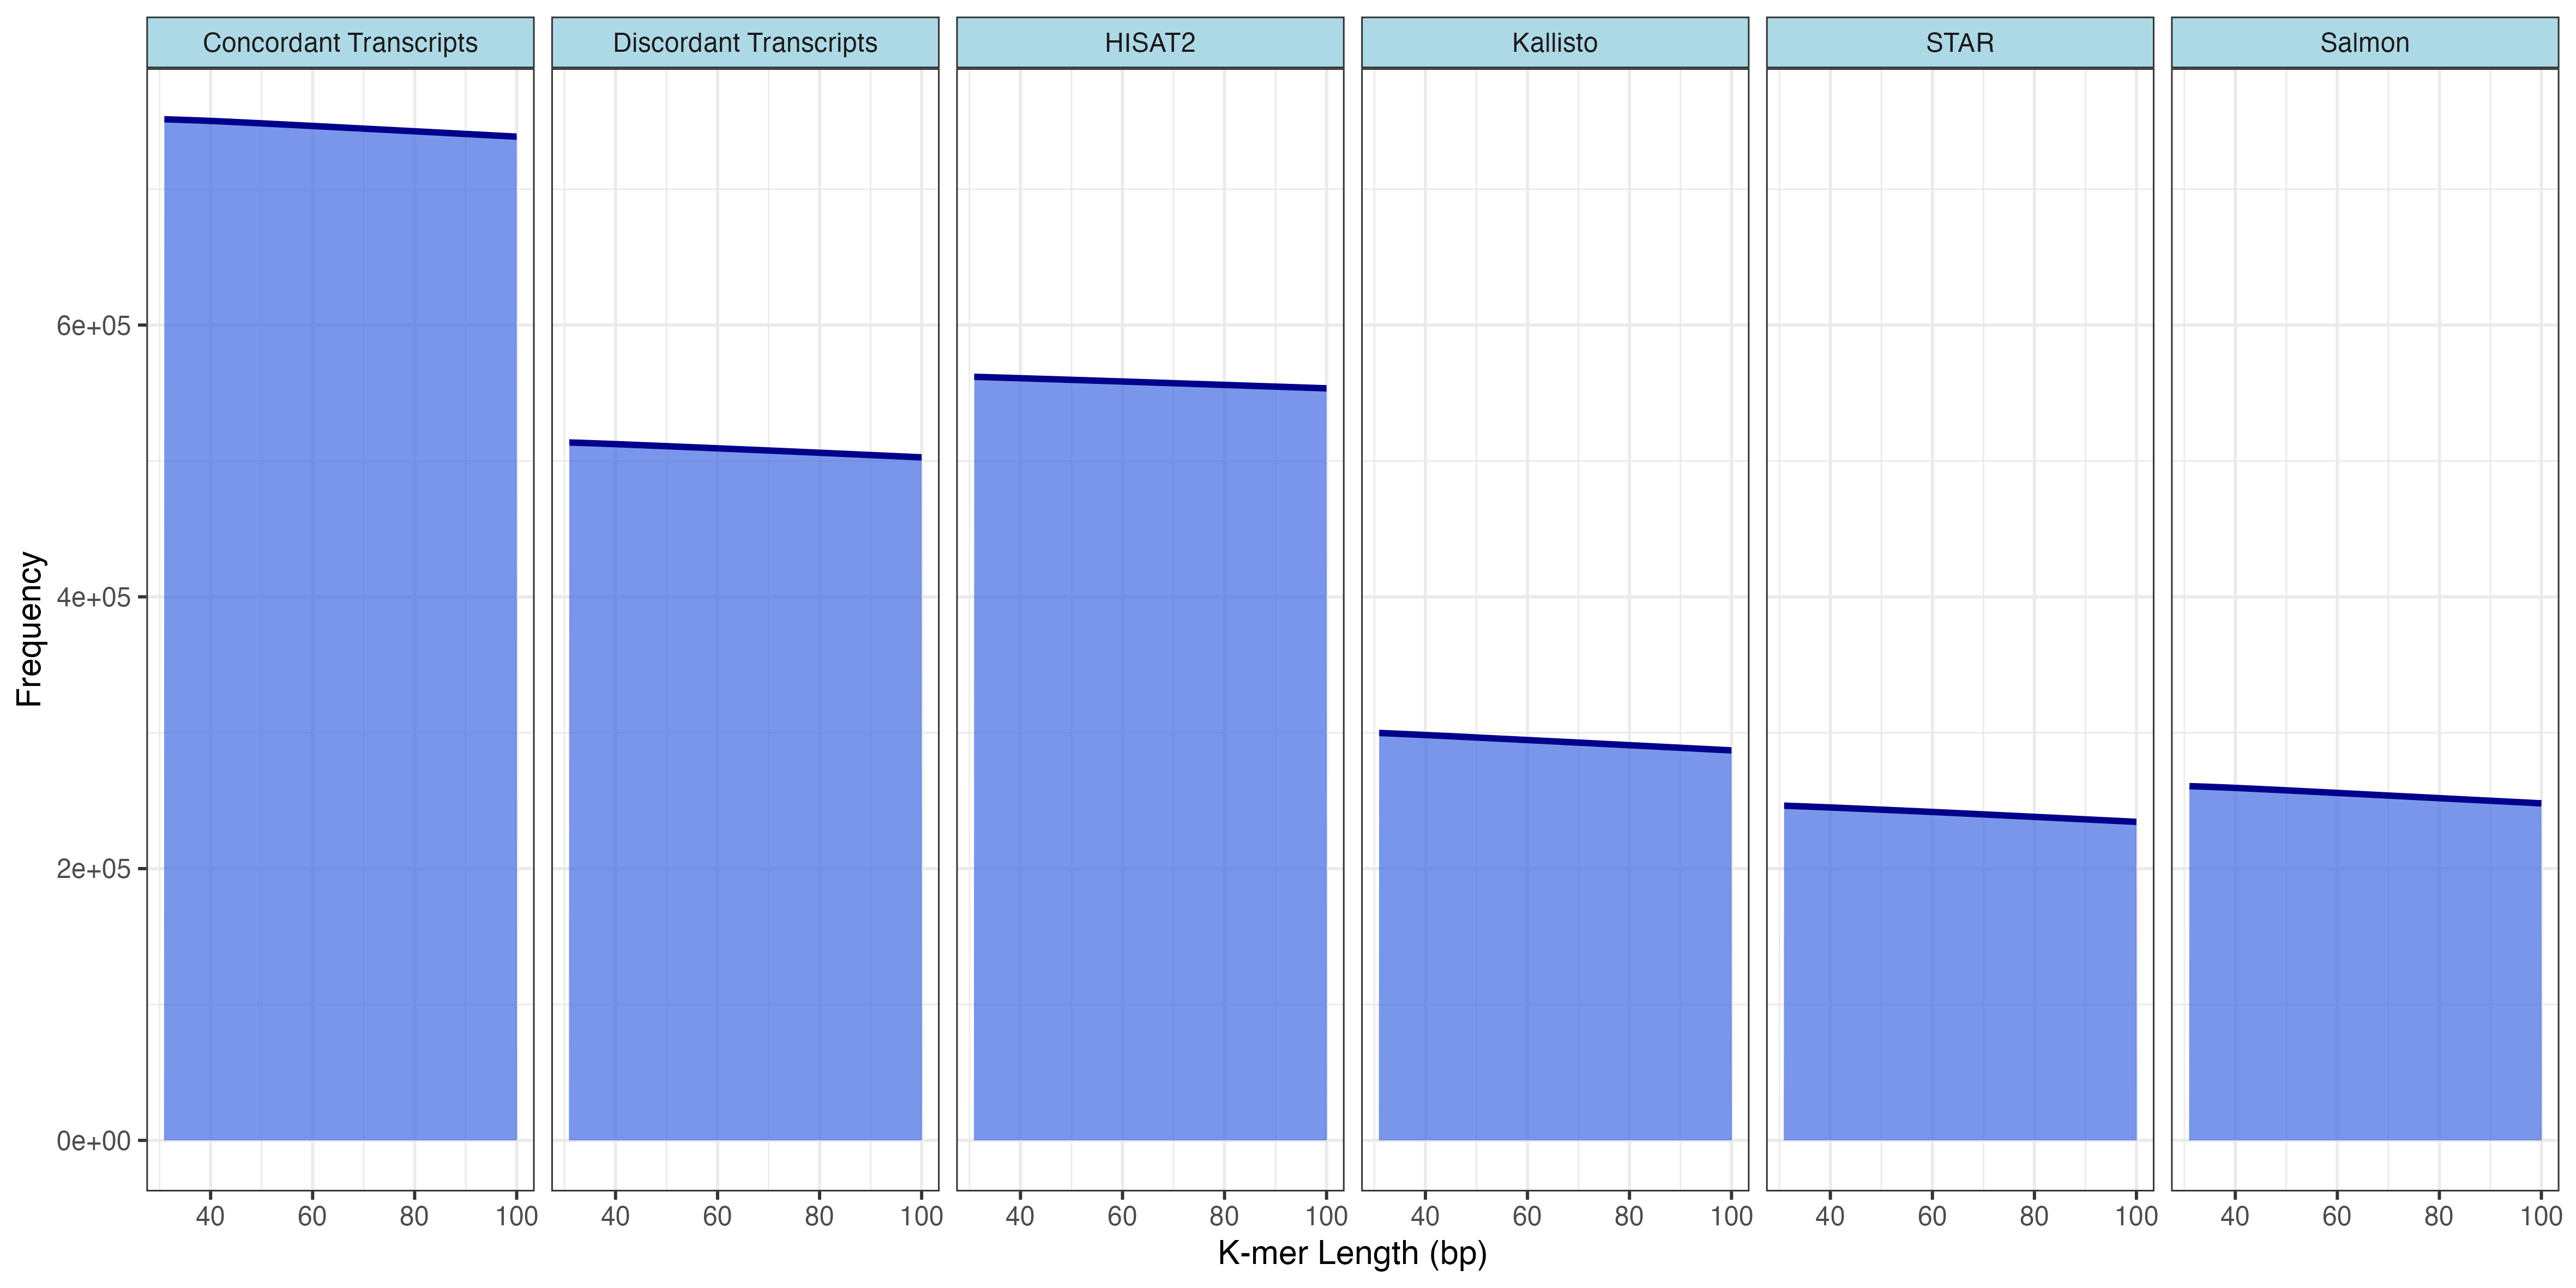 Concordant Transcripts
Discordant Transcripts
HISAT2
Kallisto
STAR
Salmon
Frequency
6e+05
4e+05
2e+05
0e+00
40 60 80 100
40 60 80 100
40 60 80 100
40 60 80 100
40 60 80 100
40 60 80 100
K-mer Length (bp)